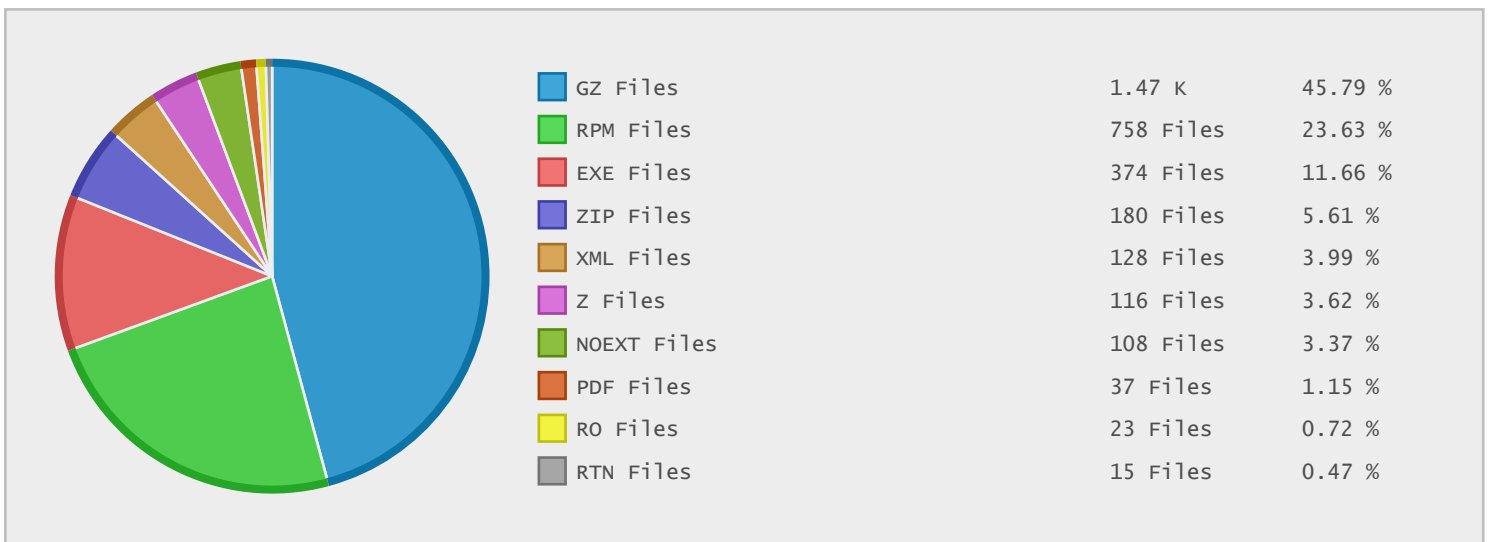 GZ Files 1.47 K 45.79 %
RPM Files 758 Files 23.63 %
EXE Files 374 Files 11.66 %
ZIP Files 180 Files 5.61 %
XML Files 128 Files 3.99 %
Z Files 116 Files 3.62 %
NOEXT Files 108 Files 3.37 %
PDF Files 37 Files 1.15 %
RO Files 23 Files 0.72 %
RTN Files 15 Files 0.47 %